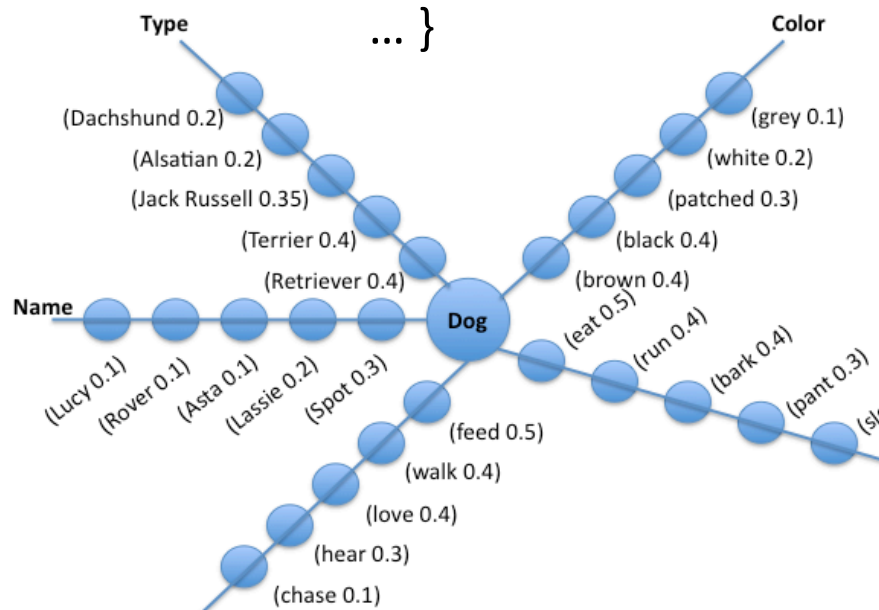 ... }
Type
Color
(Dachshund 0.2)
(grey 0.1)
(Alsatian 0.2)
(white 0.2)
(Jack Russell 0.35)
(patched 0.3)
(Terrier 0.4)
(black 0.4)
(Retriever 0.4)
(brown 0.4)
Name
Dog
(eat 0.5)
(run 0.4)
(bark 0.4)
(pant 0.3)
(Lucy 0.1)
(Rover 0.1)
(Asta 0.1)
(Lassie 0.2)
(Spot 0.3)
(feed 0.5)
(walk 0.4)
(love 0.4)
(hear 0.3)
(chase 0.1)